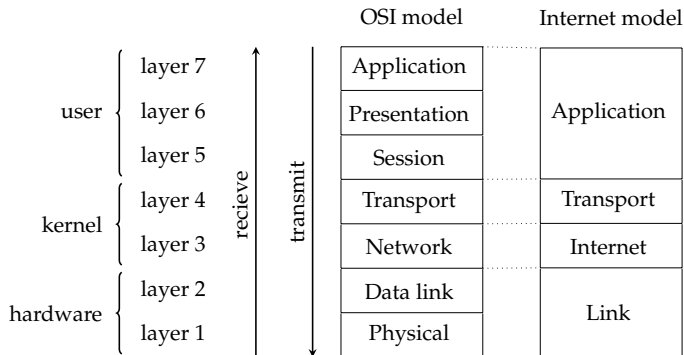 OSI model Internet model
layer 7 Application
user layer 6 Presentation Application
layer 5 Session
layer 4 Transport Transport
kernel
layer 3 Network Internet
layer 2 Data link
hardware Link
layer 1 Physical
recieve
transmit